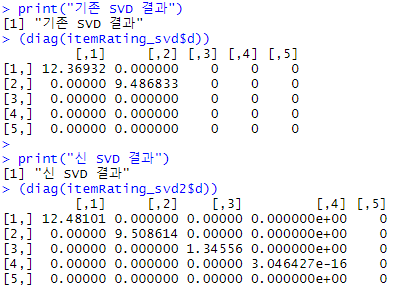 > print("기존 SVD 결과")
[1] "기존 SVD 결과"
> (diag(itemRating_svd$d))
         [,1]     [,2] [,3] [,4] [,5]
[1,] 12.36932 0.000000    0    0    0
[2,]  0.00000 9.486833    0    0    0
[3,]  0.00000 0.000000    0    0    0
[4,]  0.00000 0.000000    0    0    0
[5,]  0.00000 0.000000    0    0    0
>
> print("신 SVD 결과")
[1] "신 SVD 결과"
> (diag(itemRating_svd2$d))
         [,1]     [,2]    [,3]         [,4] [,5]
[1,] 12.48101 0.000000 0.00000 0.000000e+00    0
[2,]  0.00000 9.508614 0.00000 0.000000e+00    0
[3,]  0.00000 0.000000 1.34556 0.000000e+00    0
[4,]  0.00000 0.000000 0.00000 3.046427e-16    0
[5,]  0.00000 0.000000 0.00000 0.000000e+00    0